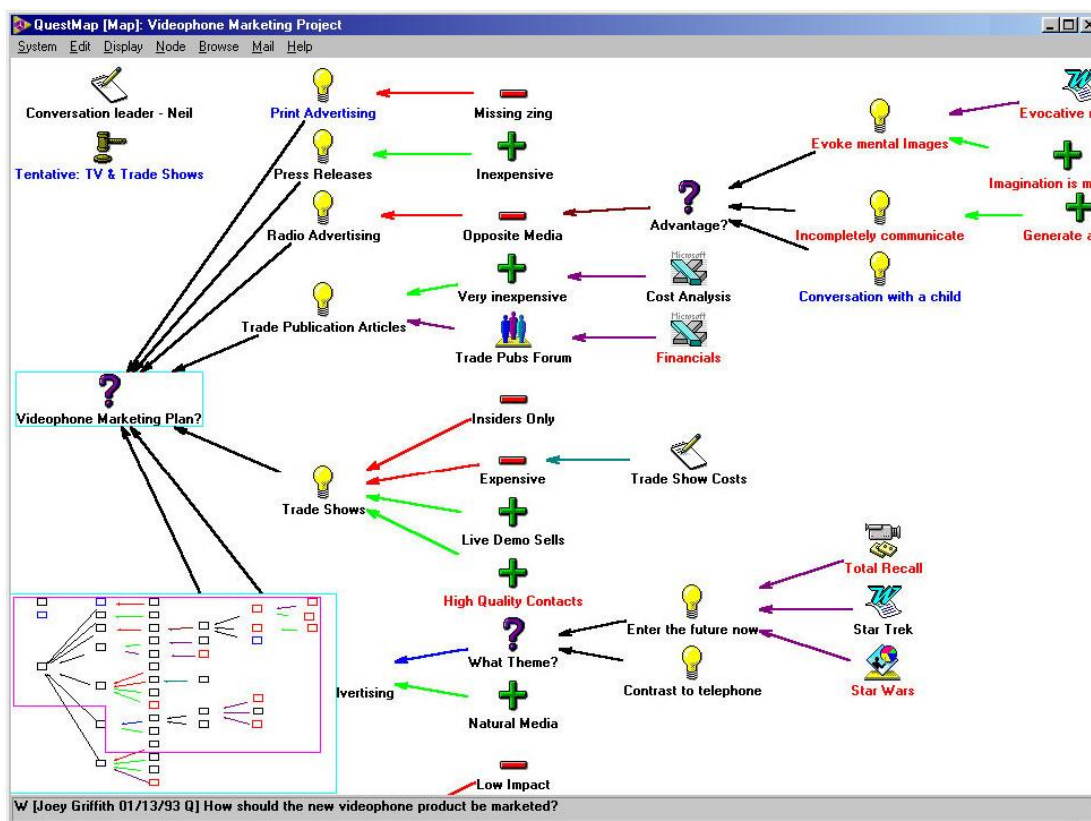 QuestMap [Map]: Videophone Marketing Project
System Edit Display Node Browse Mail Help
Conversation leader - Neil
Print Advertising
Missing zing
Evocative
Evoke mental Images
Tentative: TV & Trade Shows
Press Releases
Inexpensive
Imagination is
Radio Advertising
Opposite Media
Advantage?
Incompletely communicate
Generate
Microsoft
Very inexpensive
Cost Analysis
Conversation with a child
Trade Publication Articles
Microsoft
Trade Pubs Forum
Financials
Videophone Marketing Plan?
Insiders Only
Expensive
Trade Show Costs
Trade Shows
Live Demo Sells
Total Recall
High Quality Contacts
Enter the future now
Star Trek
What Theme?
Contrast to telephone
Star Wars
dvertising
Natural Media
Low Impact
W [Joey Griffith 01/13/93 Q] How should the new videophone product be marketed?